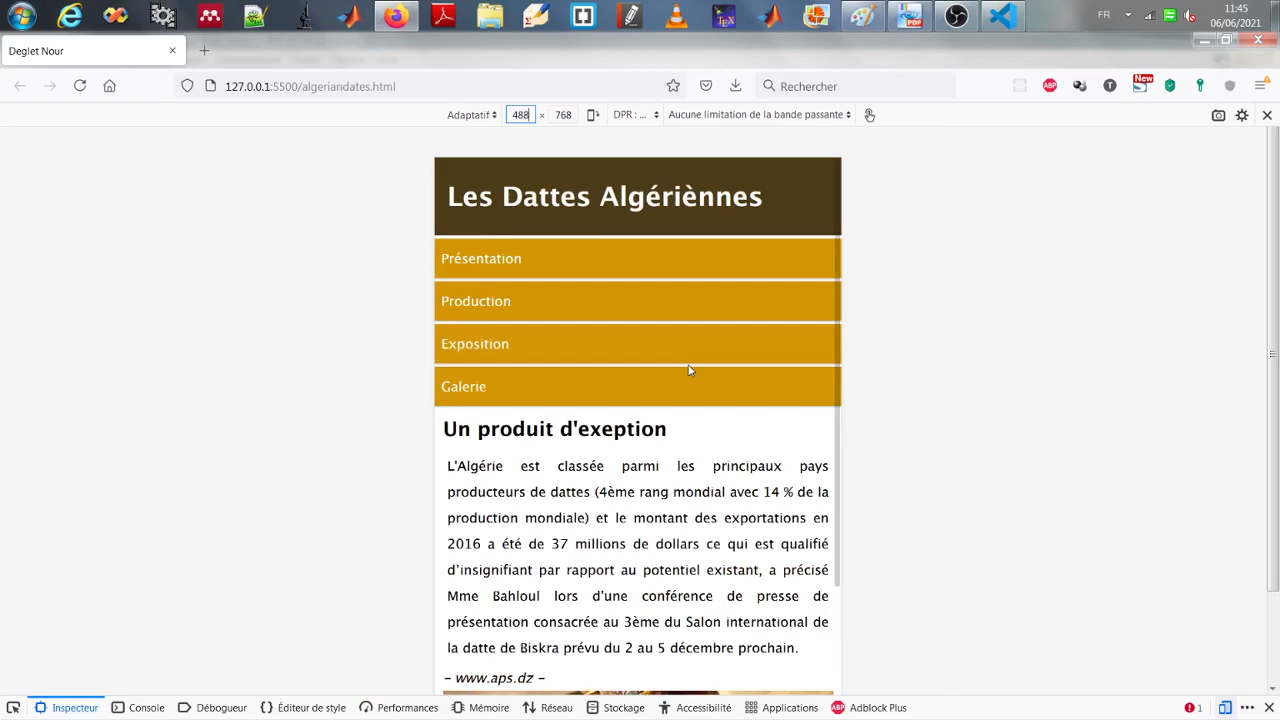 FR
11:45
06/06/2021
Deglet Nour
127.0.0.1:5500/algeriandates.html
Rechercher
ABP
T
New
Adaptatif
488 × 768
DPR : ...
Aucune limitation de la bande passante
Les Dattes Algériènnes
Présentation
Production
Exposition
Galerie
Un produit d'exeption
L'Algérie est classée parmi les principaux pays
producteurs de dattes (4ème rang mondial avec 14 % de la
production mondiale) et le montant des exportations en
2016 a été de 37 millions de dollars ce qui est qualifié
d'insignifiant par rapport au potentiel existant, a précisé
Mme Bahloul lors d'une conférence de presse de
présentation consacrée au 3ème du Salon international de
la datte de Biskra prévu du 2 au 5 décembre prochain.
– www.aps.dz –
Inspecteur
Console
Débogueur
Éditeur de style
Performances
Mémoire
Réseau
Stockage
Accessibilité
Applications
ABP
Adblock Plus
1